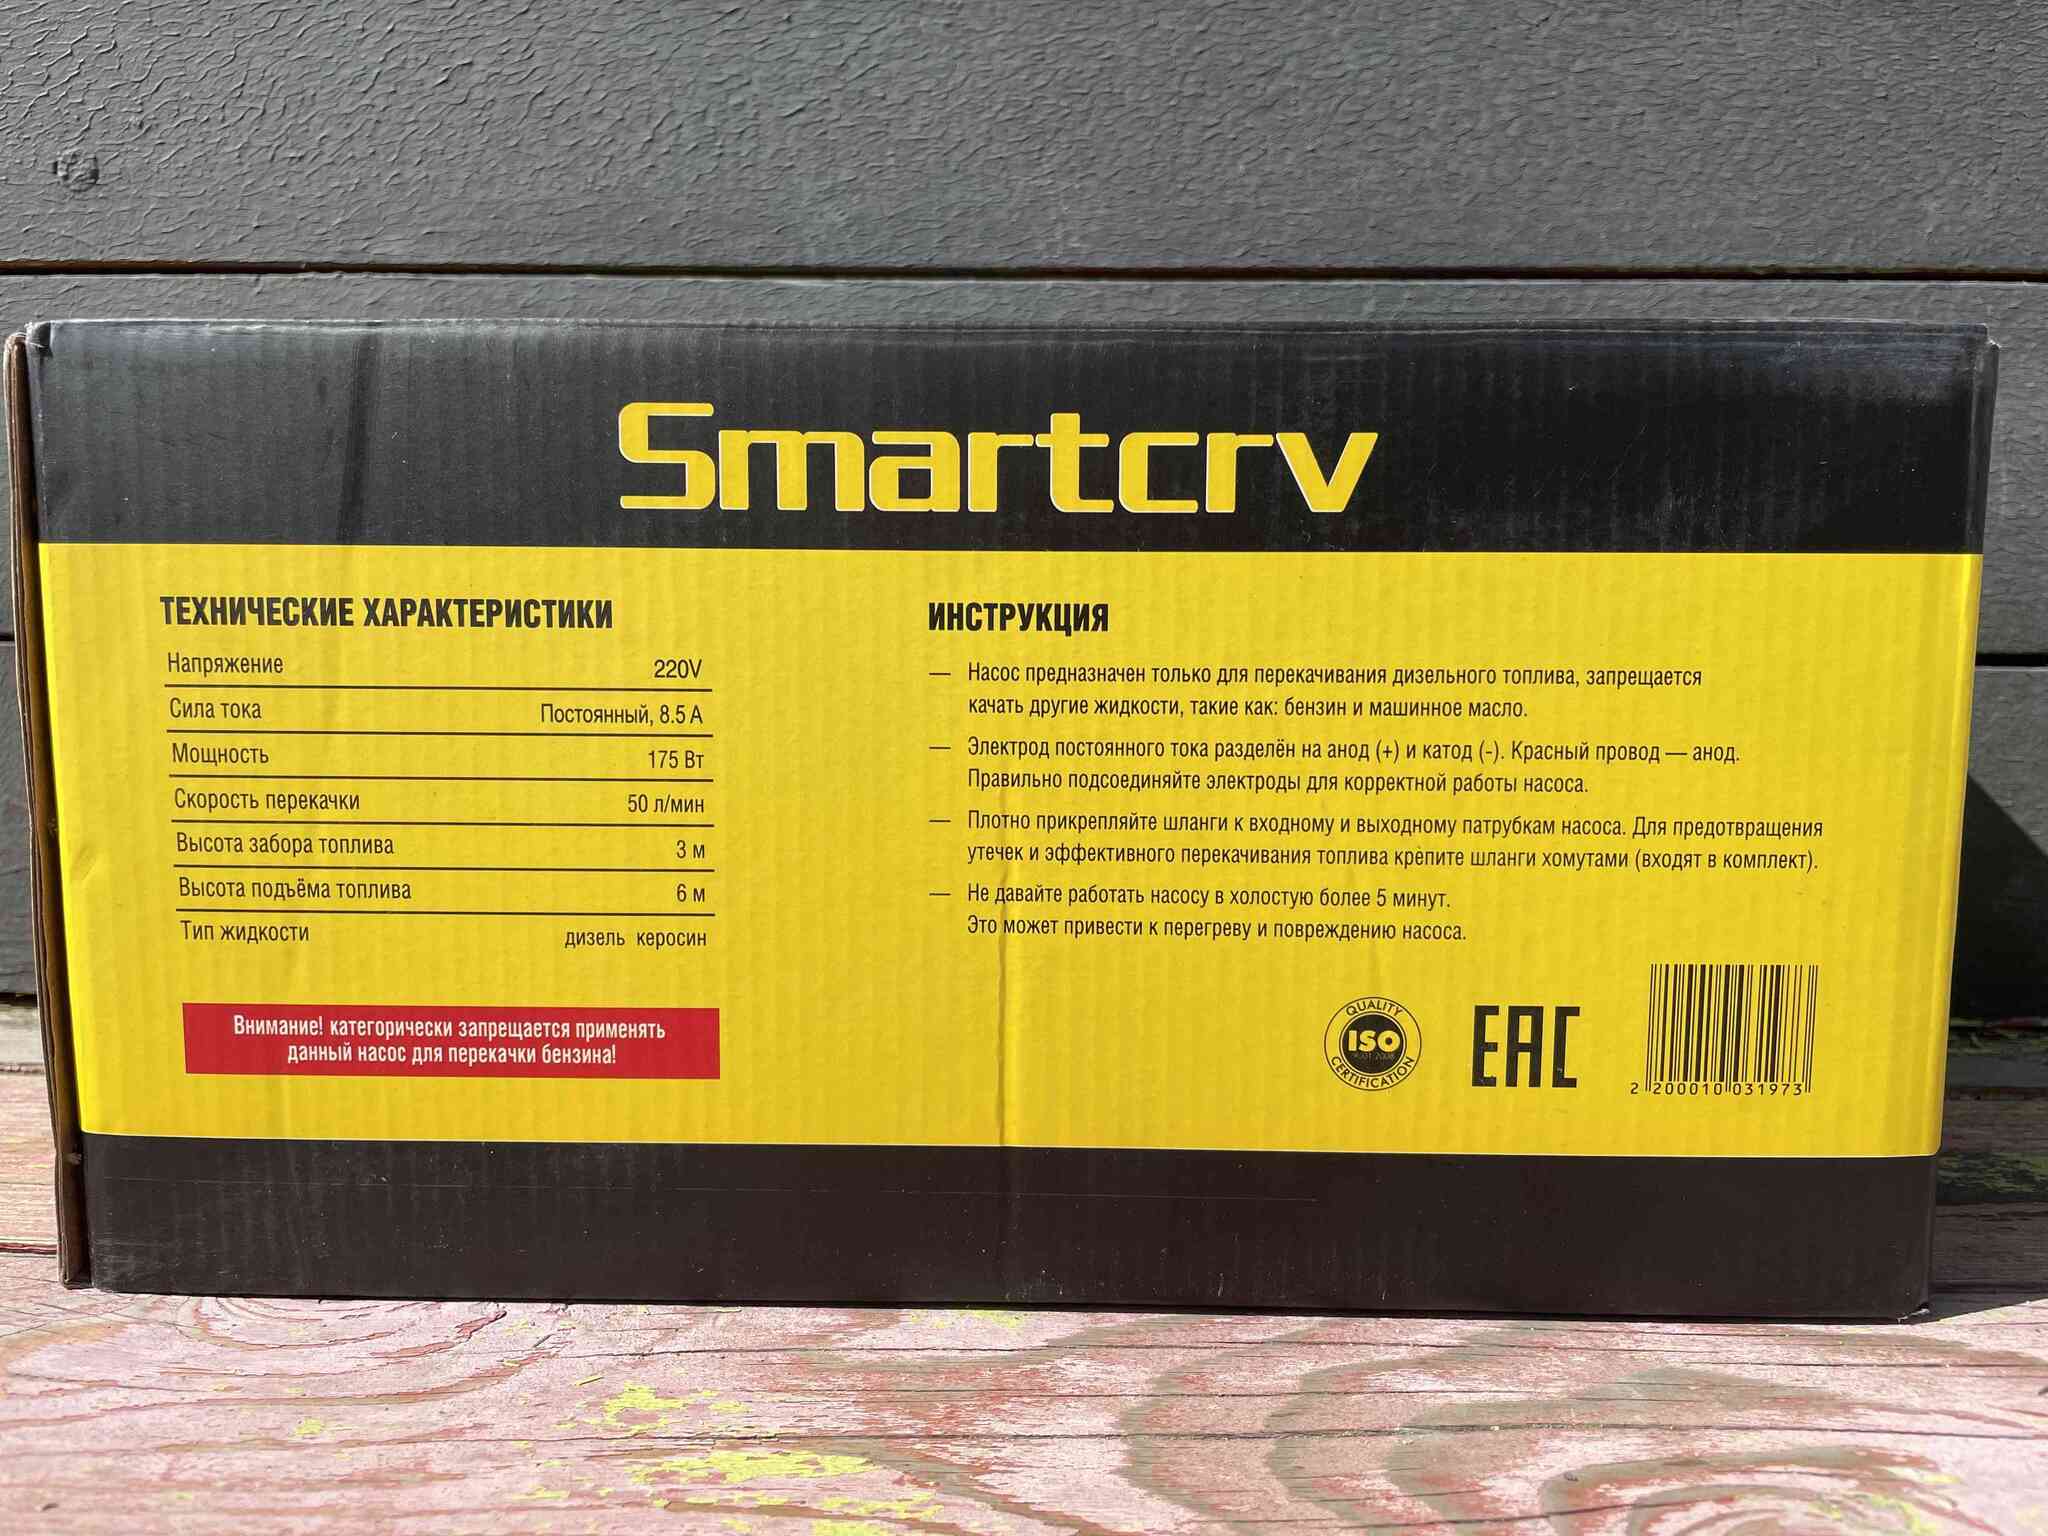 Smartcrv
ТЕХНИЧЕСКИЕ ХАРАКТЕРИСТИКИ
Напряжение 220V
Сила тока Постоянный, 8.5 А
Мощность 175 Вт
Скорость перекачки 50 л/мин
Высота забора топлива 3 м
Высота подъёма топлива 6 м
Тип жидкости дизель керосин
Внимание! категорически запрещается применять
данный насос для перекачки бензина!
ИНСТРУКЦИЯ
— Насос предназначен только для перекачивания дизельного топлива, запрещается
качать другие жидкости, такие как: бензин и машинное масло.
— Электрод постоянного тока разделён на анод (+) и катод (-). Красный провод — анод.
Правильно подсоединяйте электроды для корректной работы насоса.
— Плотно прикрепляйте шланги к входному и выходному патрубкам насоса. Для предотвращения
утечек и эффективного перекачивания топлива крепите шланги хомутами (входят в комплект).
— Не давайте работать насосу в холостую более 5 минут.
Это может привести к перегреву и повреждению насоса.
QUALITY
ISO
9001:2008
CERTIFICATION
EAC
2 200010 031973